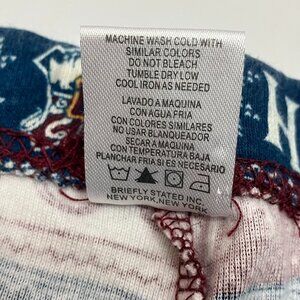 MACHINE WASH COLD WITH
SIMILAR COLORS
DO NOT BLEACH
TUMBLE DRY LOW
COOL IRON AS NEEDED
LAVADO A MAQUINA
CON AGUA FRIA
CON COLORES SIMILARES
NO USAR BLANQUEADOR
SECAR A MAQUINA
CON TEMPERATURA BAJA
PLANCHAR FRIA SI ES NECESARIO
BRIEFLY STATED INC.
NEW YORK, NEW YORK